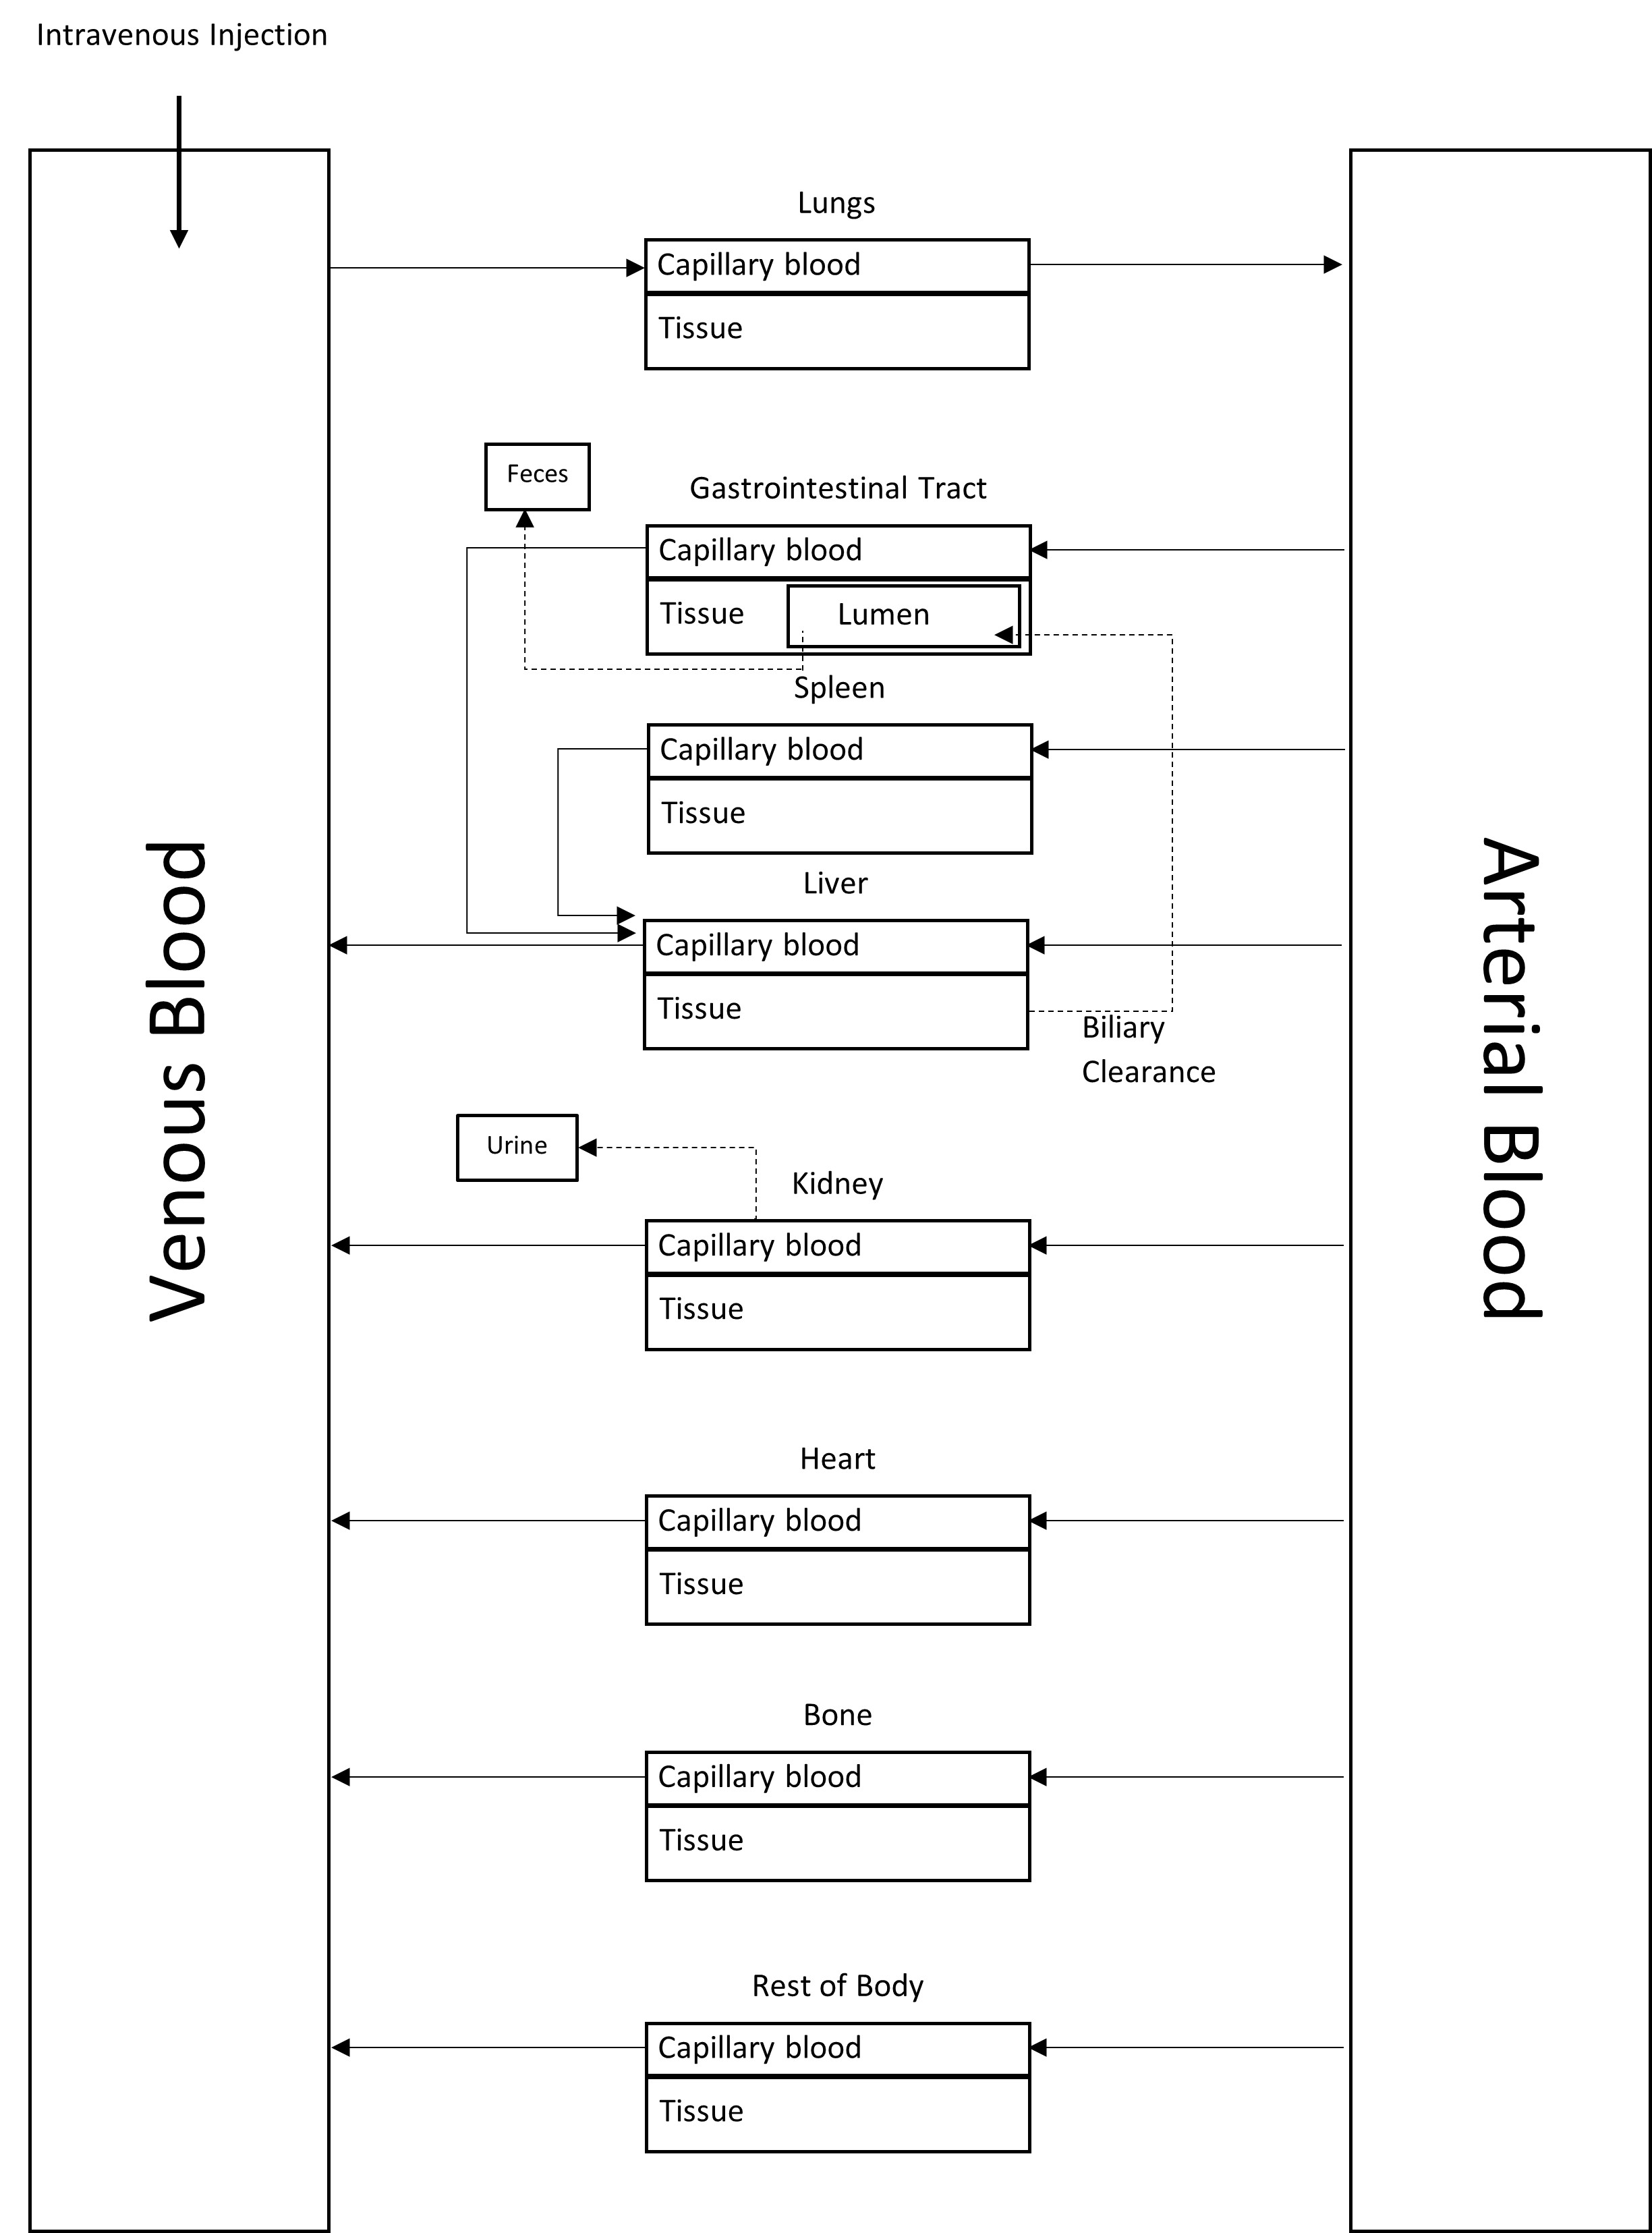 Intravenous Injection
Lungs
Capillary blood
Tissue
Feces
Gastrointestinal Tract
Capillary blood
Tissue
Lumen
Spleen
Capillary blood
Tissue
Liver
Capillary blood
Tissue
Biliary
Clearance
Urine
Kidney
Capillary blood
Tissue
Heart
Capillary blood
Tissue
Bone
Capillary blood
Tissue
Rest of Body
Capillary blood
Tissue
Venous Blood
Arterial Blood